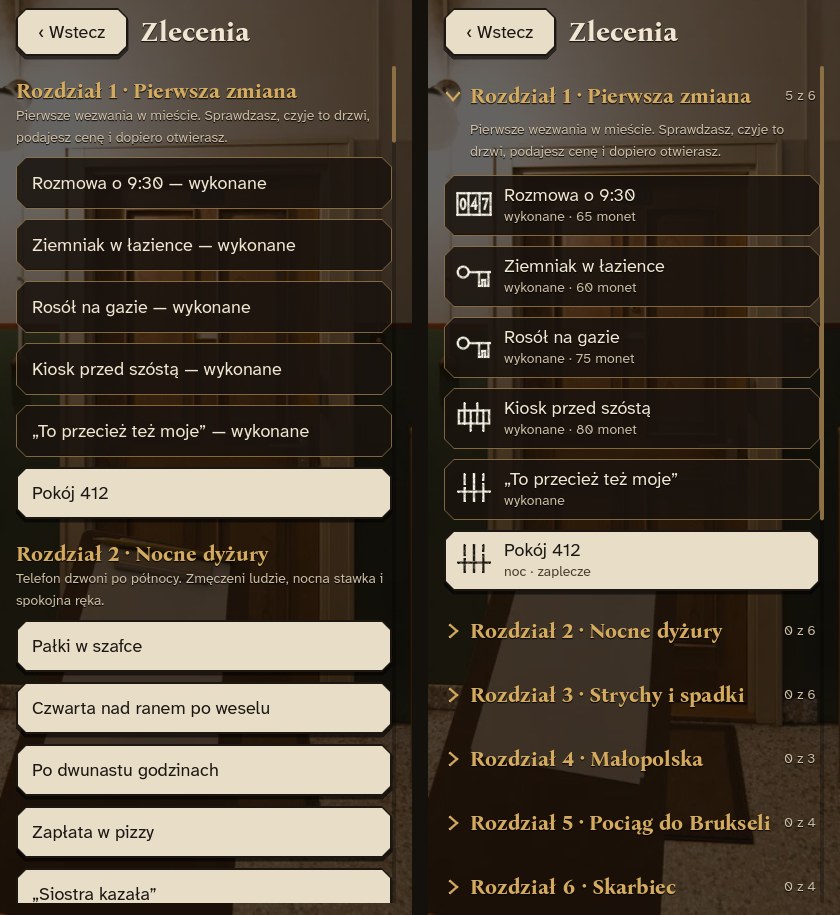 ‹ Wstecz
Zlecenia
Rozdział 1 · Pierwsza zmiana
Pierwsze wezwania w mieście. Sprawdzasz, czyje to drzwi,
podajesz cenę i dopiero otwierasz.
Rozmowa o 9:30 — wykonane
Ziemniak w łazience — wykonane
Rosół na gazie — wykonane
Kiosk przed szóstą — wykonane
„To przecież też moje” — wykonane
Pokój 412
Rozdział 2 · Nocne dyżury
Telefon dzwoni po północy. Zmęczeni ludzie, nocna stawka i
spokojna ręka.
Pałki w szafce
Czwarta nad ranem po weselu
Po dwunastu godzinach
Zapłata w pizzy
„Siostra kazała”
‹ Wstecz
Zlecenia
Rozdział 1 · Pierwsza zmiana
5 z 6
Pierwsze wezwania w mieście. Sprawdzasz, czyje to
drzwi, podajesz cenę i dopiero otwierasz.
047
Rozmowa o 9:30
wykonane · 65 monet
Ziemniak w łazience
wykonane · 60 monet
Rosół na gazie
wykonane · 75 monet
Kiosk przed szóstą
wykonane · 80 monet
„To przecież też moje”
wykonane
Pokój 412
noc · zaplecze
Rozdział 2 · Nocne dyżury
0 z 6
Rozdział 3 · Strychy i spadki
0 z 6
Rozdział 4 · Małopolska
0 z 3
Rozdział 5 · Pociąg do Brukseli
0 z 4
Rozdział 6 · Skarbiec
0 z 4